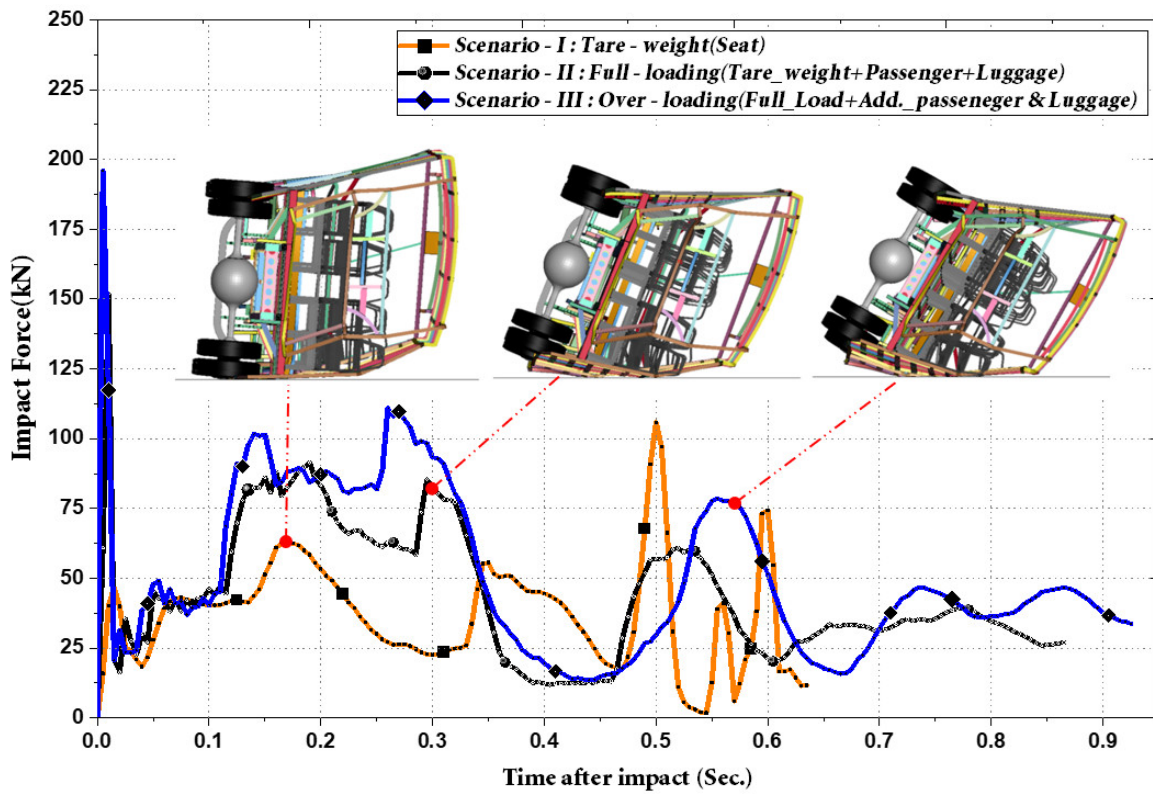 250
225
200
175
150
125
100
75
50
25
0
Impact Force(kN)
Scenario - I : Tare - weight(Seat)
Scenario - II : Full - loading(Tare_weight+Passenger+Luggage)
Scenario - III : Over - loading(Full_Load+Add._passeneger & Luggage)
0.0 0.1 0.2 0.3 0.4 0.5 0.6 0.7 0.8 0.9
Time after impact (Sec.)